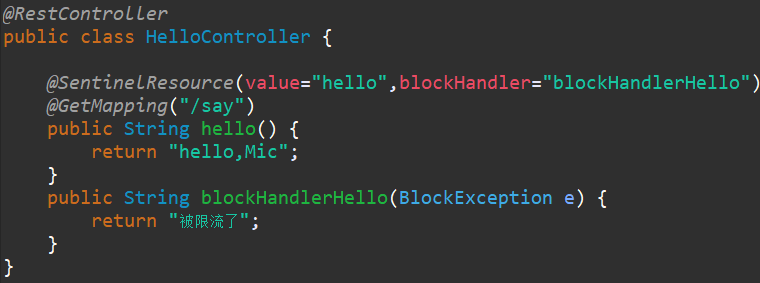 @RestController
public class HelloController {
@SentinelResource(value="hello",blockHandler="blockHandlerHello")
@GetMapping("/say")
public String hello() {
return "hello,Mic";
}
public String blockHandlerHello(BlockException e) {
return "被限流了";
}
}